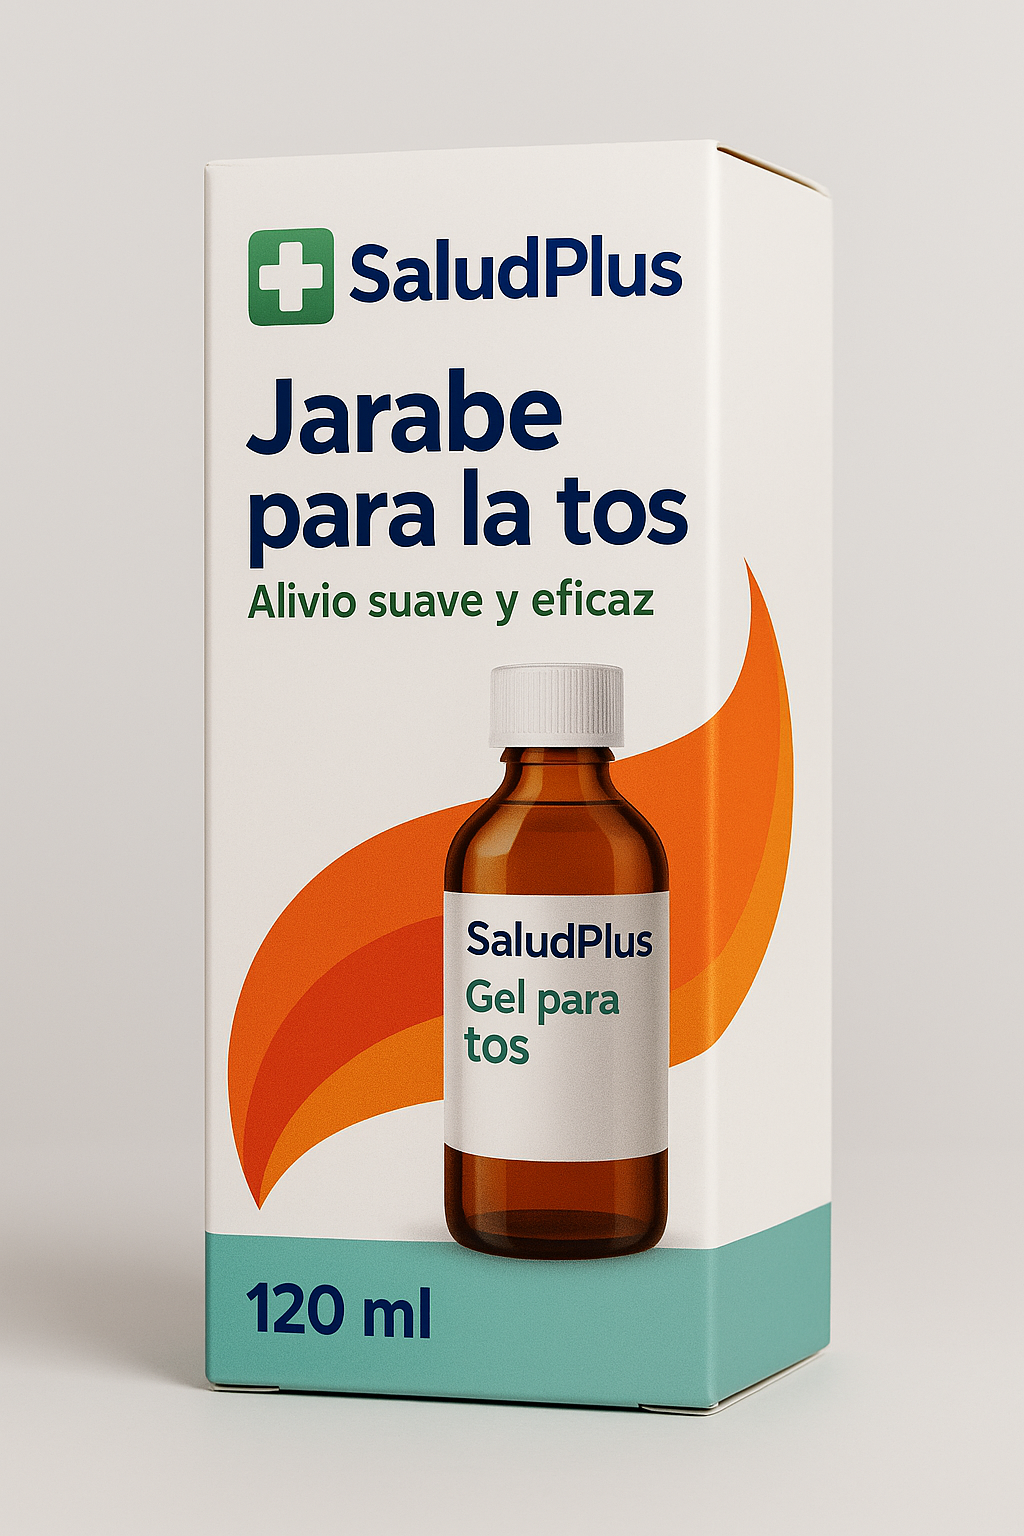 SaludPlus
Jarabe
para la tos
Alivio suave y eficaz
SaludPlus
Gel para
tos
120 ml